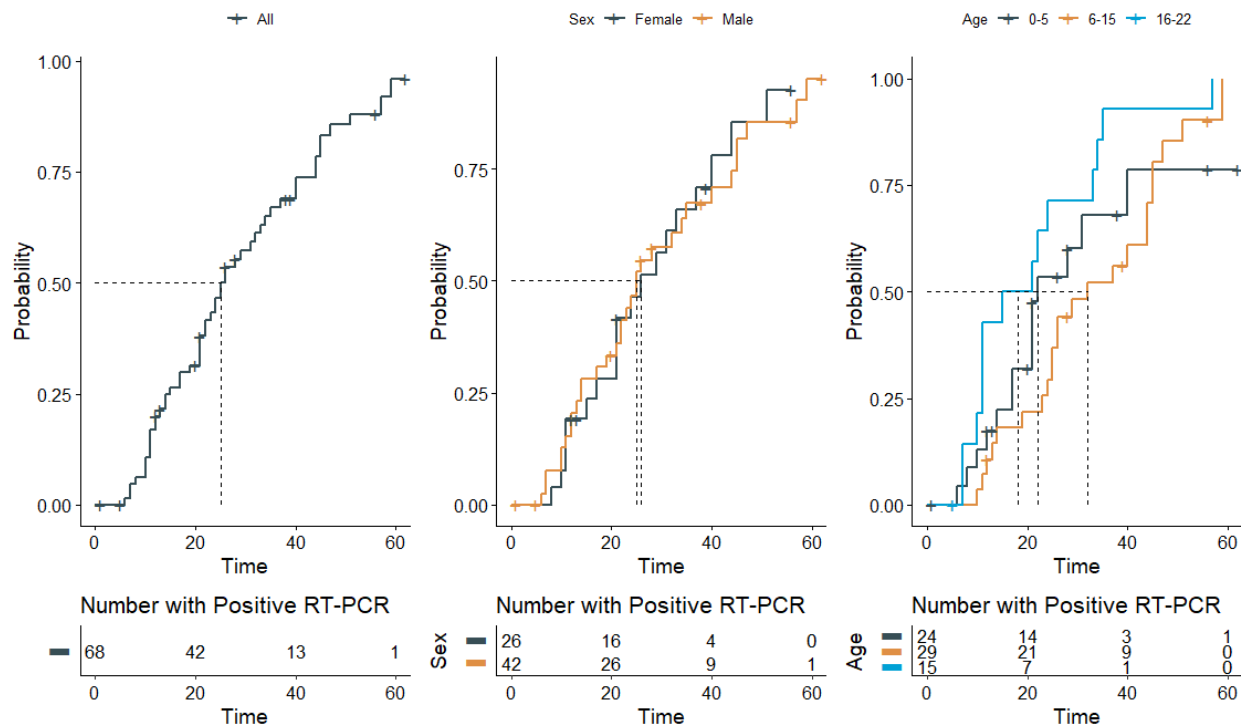 All
Probability
1.00
0.75
0.50
0.25
0.00
0 20 40 60
Time
Number with Positive RT-PCR
68 42 13 1
0 20 40 60
Time
Sex Female Male
Probability
0.75
0.50
0.25
0.00
0 20 40 60
Time
Number with Positive RT-PCR
Sex
26 16 4 0
42 26 9 1
0 20 40 60
Time
Age 0-5 6-15 16-22
Probability
1.00
0.75
0.50
0.25
0.00
0 20 40 60
Time
Number with Positive RT-PCR
Age
24 14 3 1
29 21 9 0
15 7 1 0
0 20 40 60
Time